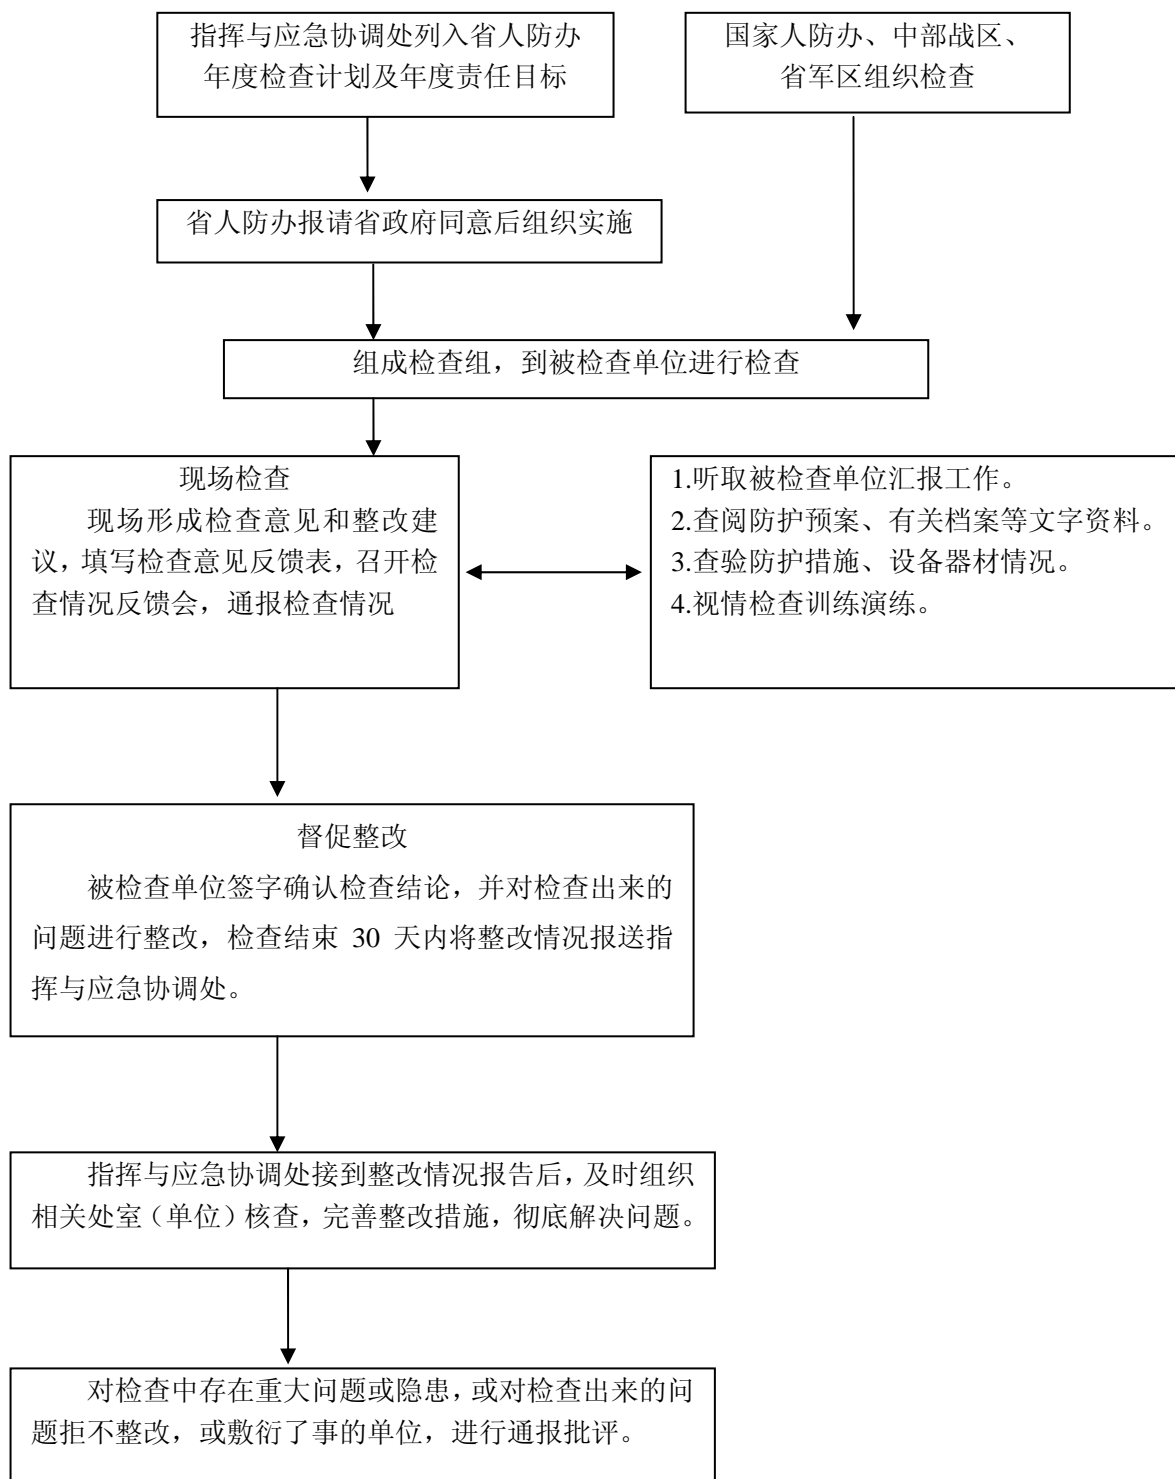 指挥与应急协调处列入省人防办
年度检查计划及年度责任目标
国家人防办、中部战区、
省军区组织检查
省人防办报请省政府同意后组织实施
组成检查组，到被检查单位进行检查
现场检查
现场形成检查意见和整改建
议，填写检查意见反馈表，召开检
查情况反馈会，通报检查情况
1.听取被检查单位汇报工作。
2.查阅防护预案、有关档案等文字资料。
3.查验防护措施、设备器材情况。
4.视情检查训练演练。
督促整改
被检查单位签字确认检查结论，并对检查出来的
问题进行整改，检查结束 30 天内将整改情况报送指
挥与应急协调处。
指挥与应急协调处接到整改情况报告后，及时组织
相关处室（单位）核查，完善整改措施，彻底解决问题。
对检查中存在重大问题或隐患，或对检查出来的问
题拒不整改，或敷衍了事的单位，进行通报批评。